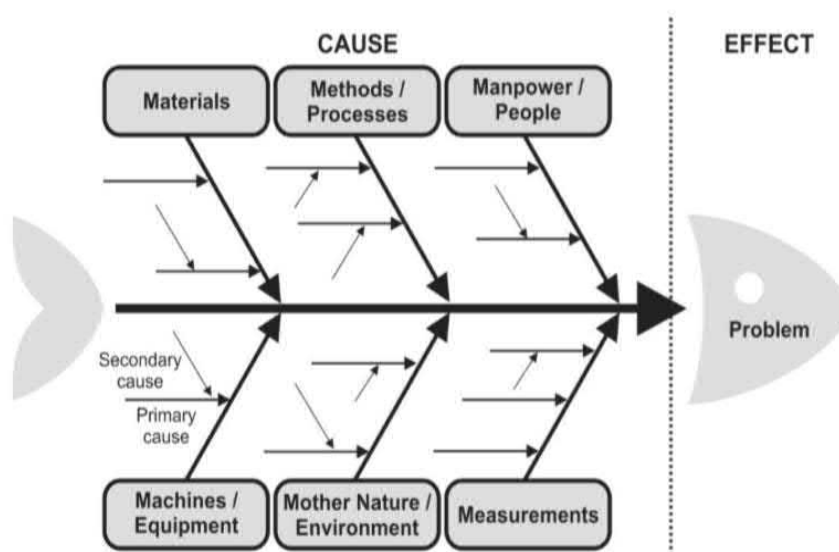 CAUSE
EFFECT
Materials
Methods /
Processes
Manpower /
People
Problem
Secondary
cause
Primary
cause
Machines /
Equipment
Mother Nature /
Environment
Measurements